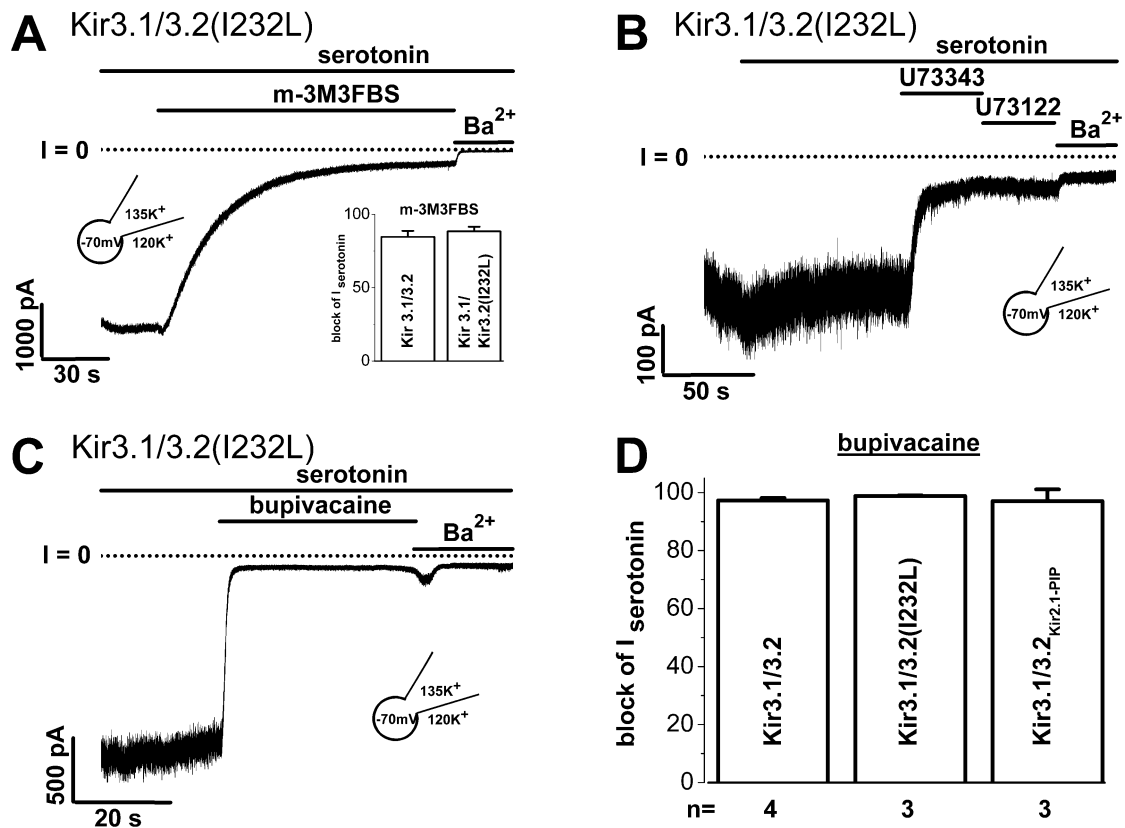 A Kir3.1/3.2(I232L)
serotonin
m-3M3FBS
Ba2+
I = 0
135K+
-70mV 120K+
1000 pA
30 s
m-3M3FBS
block of I serotonin
100
50
0
Kir 3.1/3.2
Kir 3.1/
Kir3.2(I232L)
B Kir3.1/3.2(I232L)
serotonin
U73343
U73122
Ba2+
I = 0
135K+
-70mV 120K+
100 pA
50 s
C Kir3.1/3.2(I232L)
serotonin
bupivacaine
Ba2+
I = 0
135K+
-70mV 120K+
500 pA
20 s
D bupivacaine
block of I serotonin
100
80
60
40
20
0
Kir3.1/3.2
Kir3.1/3.2(I232L)
Kir3.1/3.2Kir2.1-PIP
n= 4 3 3